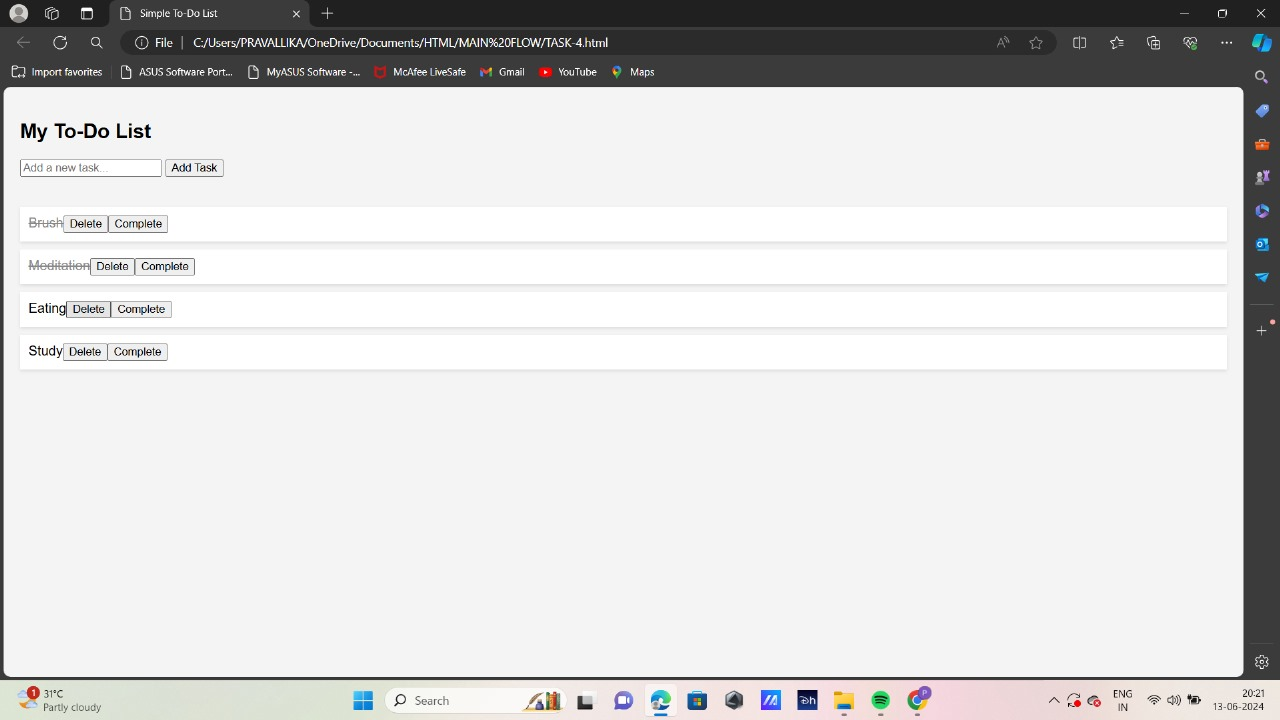 Simple To-Do List
File C:/Users/PRAVALLIKA/OneDrive/Documents/HTML/MAIN%20FLOW/TASK-4.html
Import favorites ASUS Software Port... MyASUS Software -... McAfee LiveSafe Gmail YouTube Maps
My To-Do List
Add a new task... Add Task
Brush Delete Complete
Meditation Delete Complete
Eating Delete Complete
Study Delete Complete
1 31°C
Partly cloudy
Search
P
ENG
IN
20:21
13-06-2024